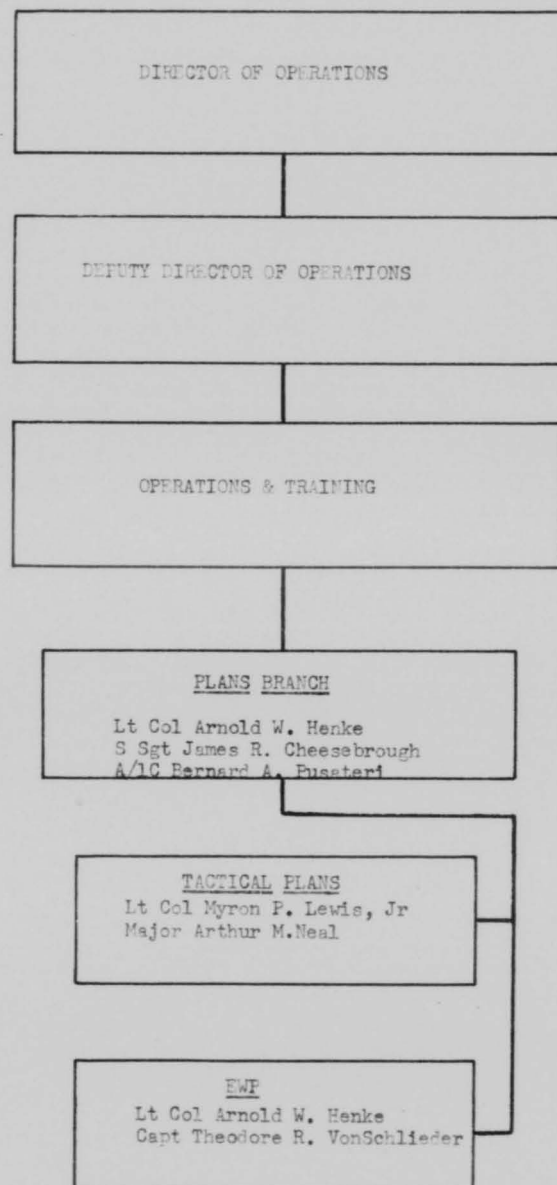 DIRECTOR OF OPERATIONS
DEPUTY DIRECTOR OF OPERATIONS
OPERATIONS & TRAINING
PLANS BRANCH
Lt Col Arnold W. Henke
S Sgt James R. Cheesebrough
A/1C Bernard A. Pusateri
TACTICAL PLANS
Lt Col Myron P. Lewis, Jr
Major Arthur M.Neal
EWP
Lt Col Arnold W. Henke
Capt Theodore R. VonSchlieder